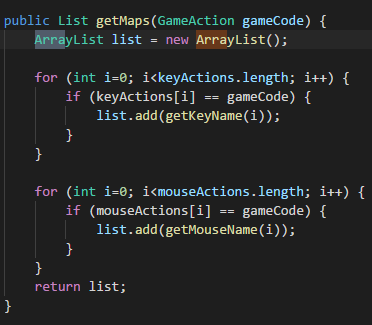 public List getMaps(GameAction gameCode) {
    ArrayList list = new ArrayList();

    for (int i=0; i<keyActions.length; i++) {
        if (keyActions[i] == gameCode) {
            list.add(getKeyName(i));
        }
    }

    for (int i=0; i<mouseActions.length; i++) {
        if (mouseActions[i] == gameCode) {
            list.add(getMouseName(i));
        }
    }
    return list;
}